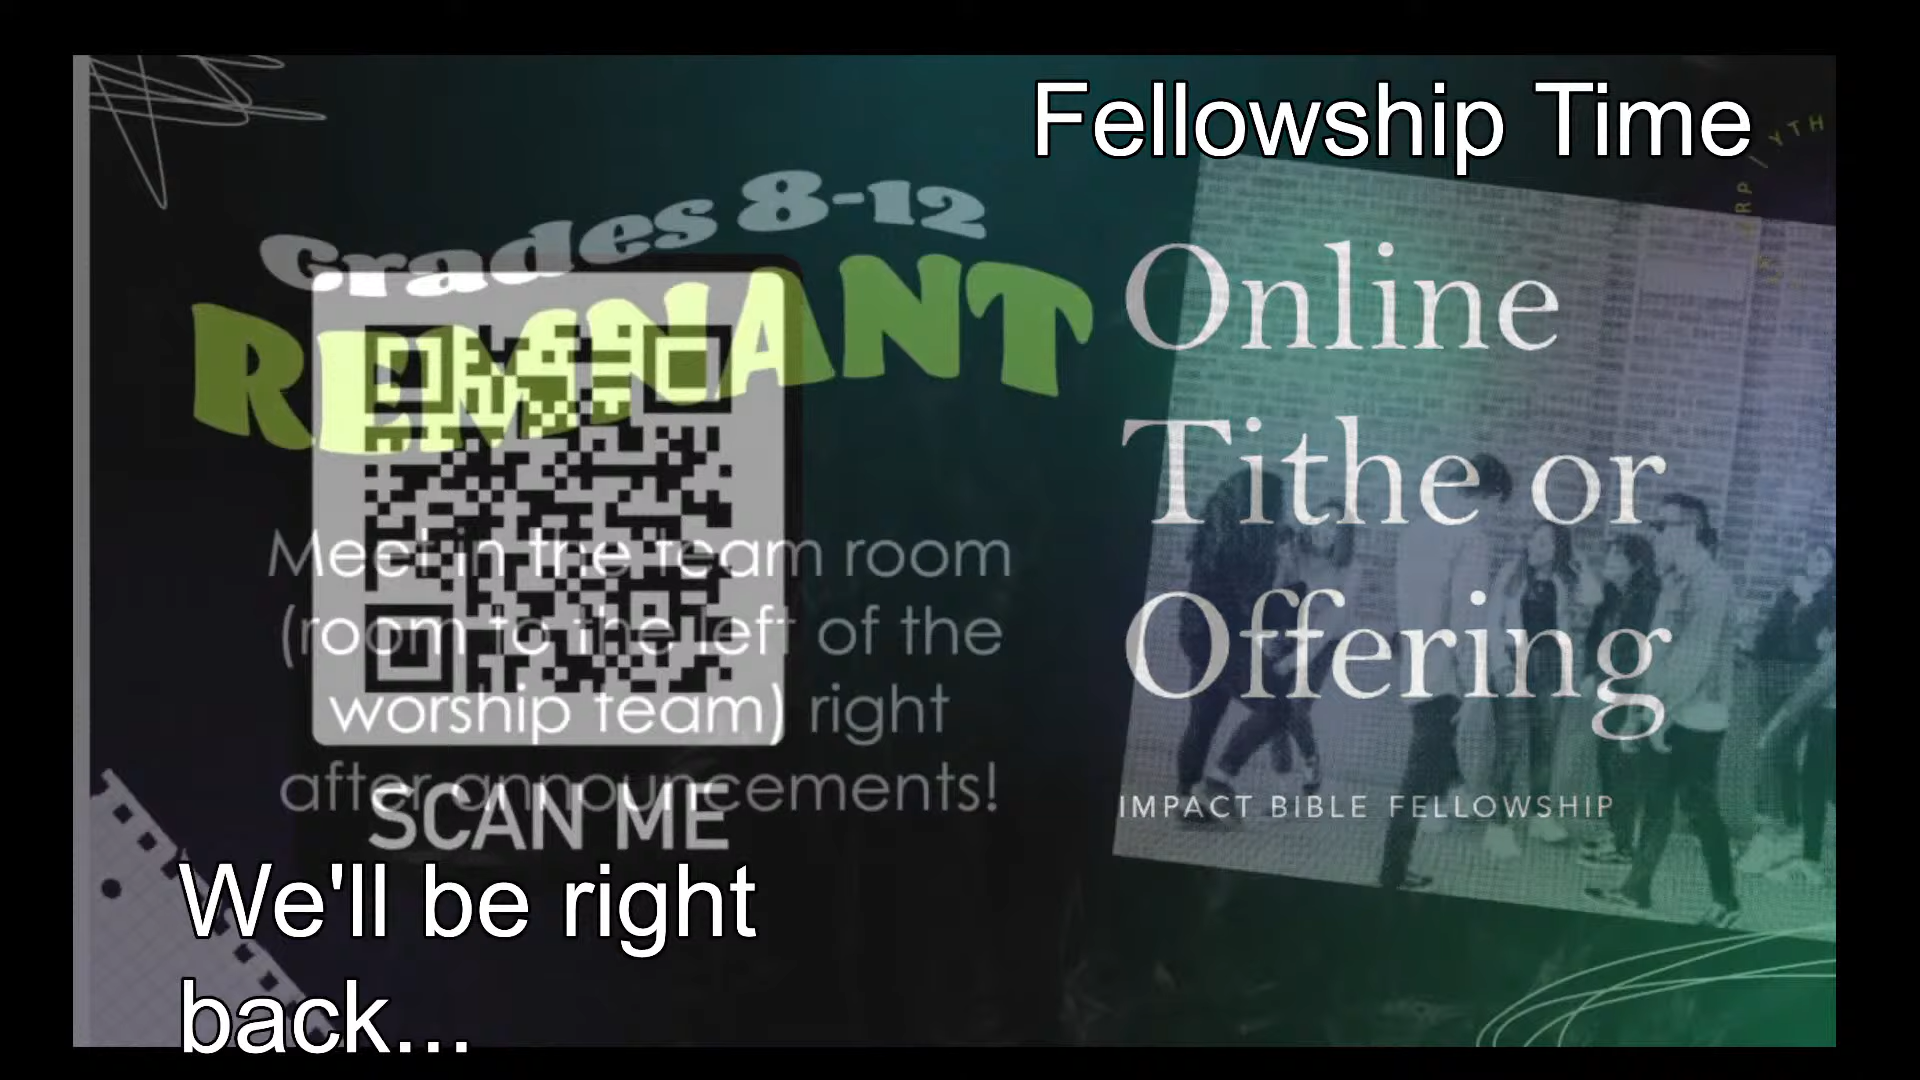 Fellowship Time
Grades 8-12
REMNANT
Meet in the team room
(room to the left of the
worship team) right
after announcements!
SCAN ME
Online
Tithe or
Offering
IMPACT BIBLE FELLOWSHIP
We'll be right
back...